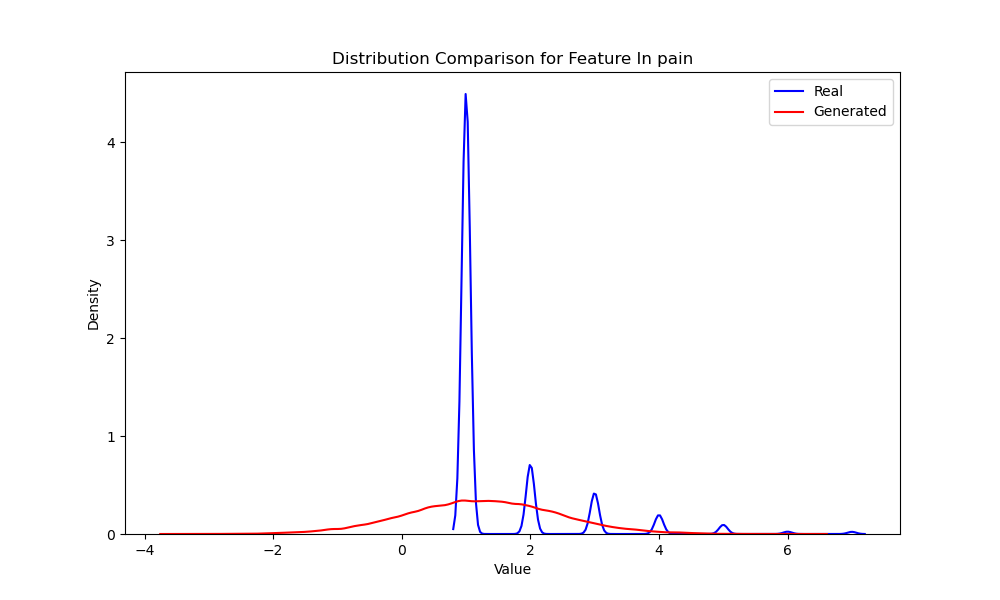 Distribution Comparison for Feature In pain
Real
Generated
Density
4
3
2
1
0
−4
−2
0
2
4
6
Value